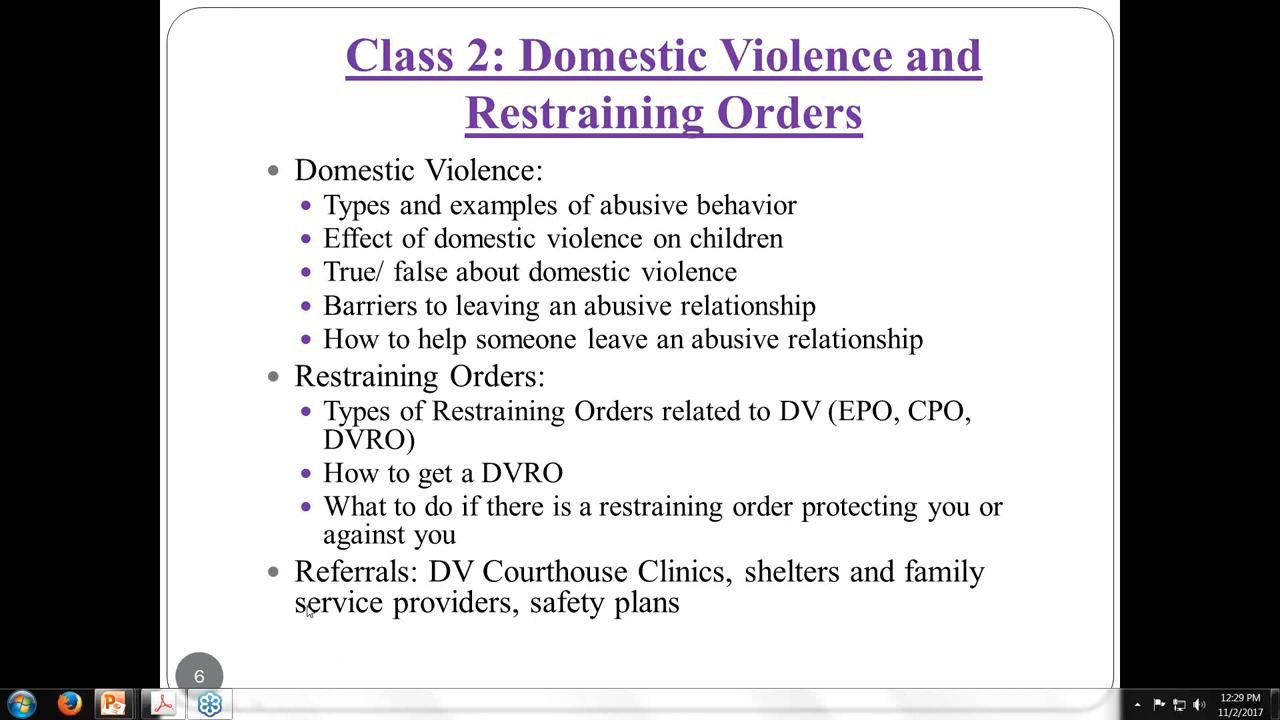 Class 2: Domestic Violence and
Restraining Orders
Domestic Violence:
Types and examples of abusive behavior
Effect of domestic violence on children
True/ false about domestic violence
Barriers to leaving an abusive relationship
How to help someone leave an abusive relationship
Restraining Orders:
Types of Restraining Orders related to DV (EPO, CPO,
DVRO)
How to get a DVRO
What to do if there is a restraining order protecting you or
against you
Referrals: DV Courthouse Clinics, shelters and family
service providers, safety plans
6
12:29 PM
11/2/2017